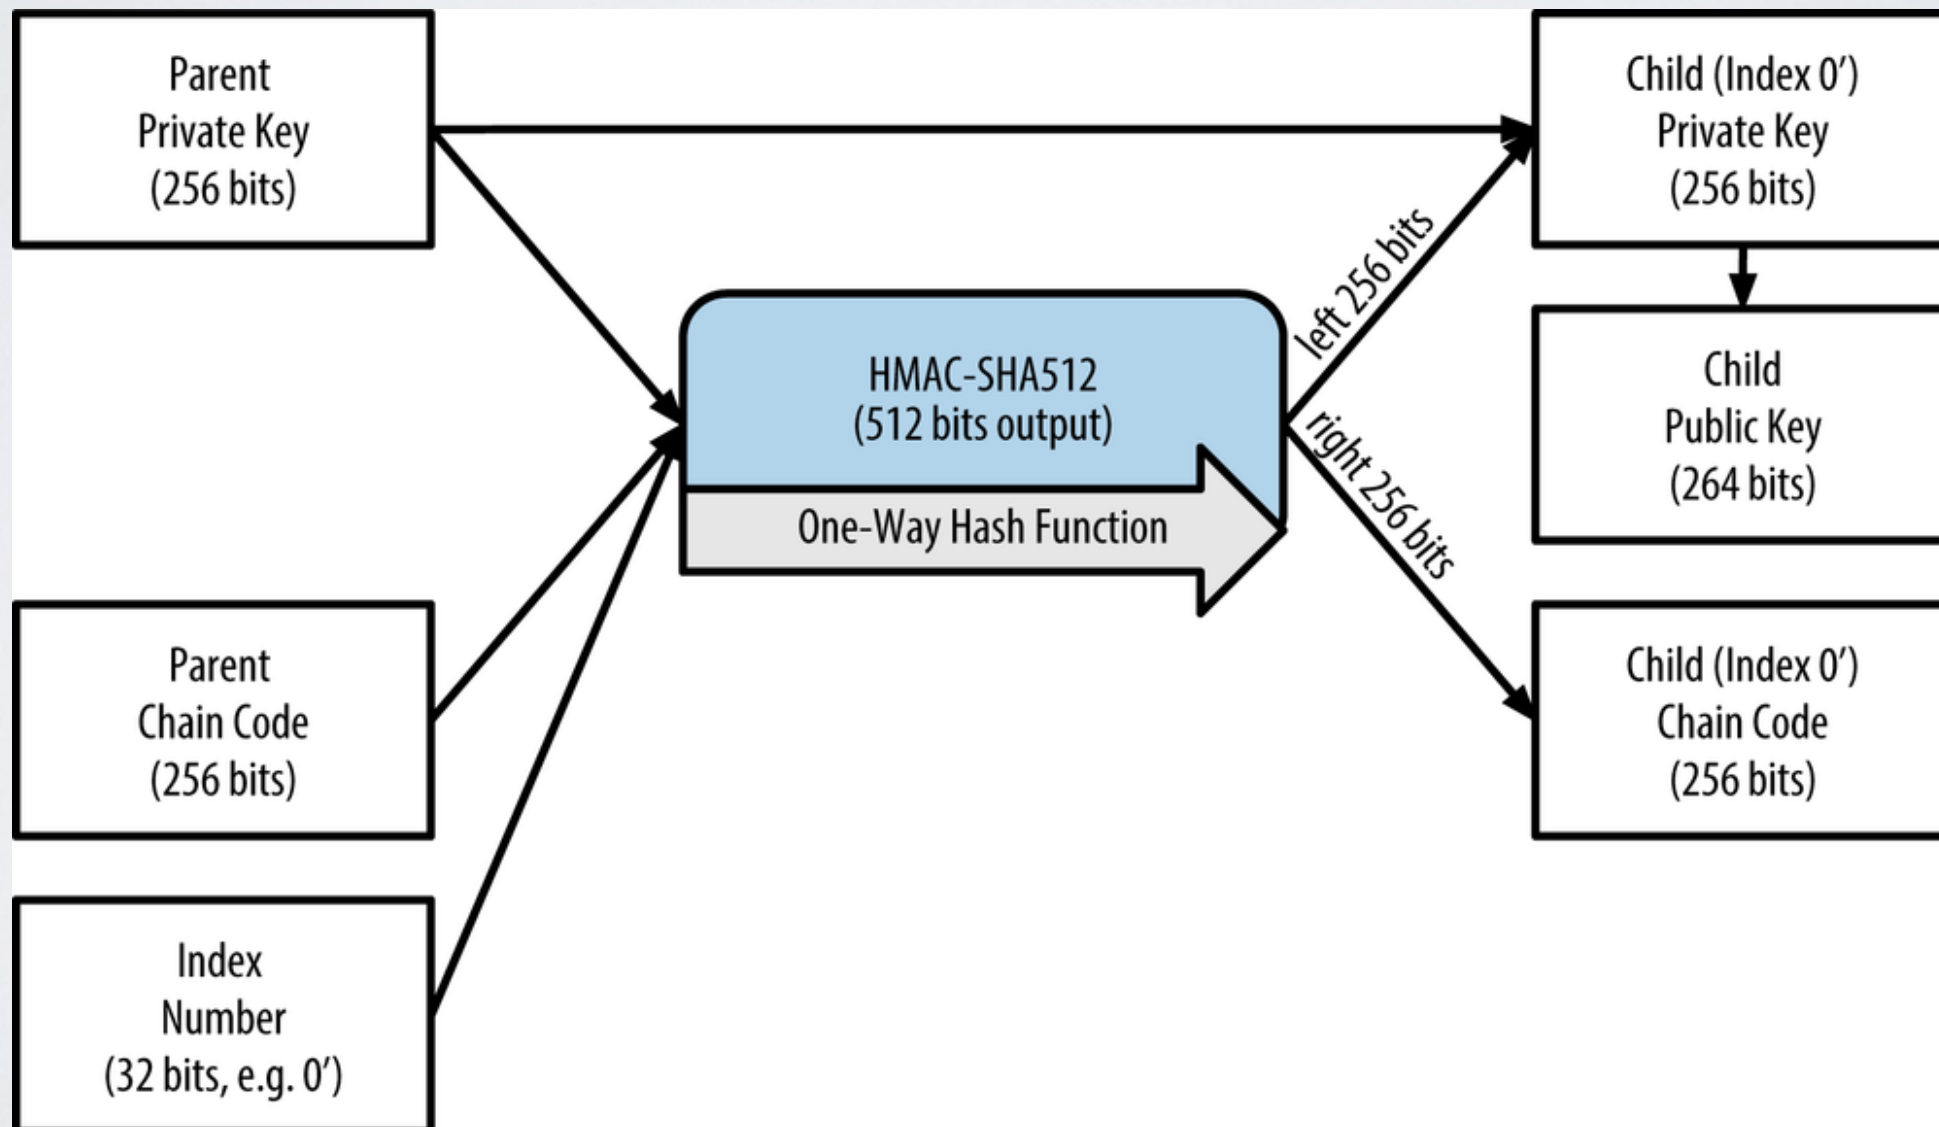 Parent
Private Key
(256 bits)
Child (Index 0’)
Private Key
(256 bits)
left 256 bits
HMAC-SHA512
(512 bits output)
One-Way Hash Function
right 256 bits
Child
Public Key
(264 bits)
Parent
Chain Code
(256 bits)
Child (Index 0’)
Chain Code
(256 bits)
Index
Number
(32 bits, e.g. 0’)